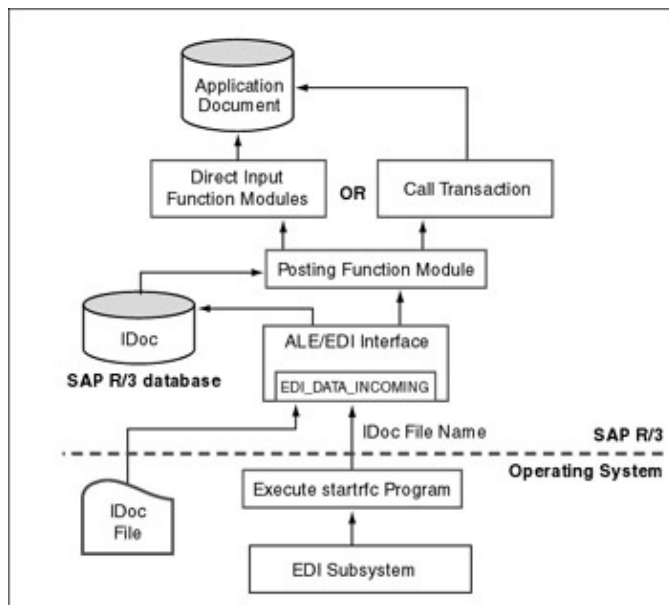 Application
Document
Direct Input
Function Modules
OR
Call Transaction
Posting Function Module
IDoc
SAP R/3 database
ALE/EDI Interface
EDI_DATA_INCOMING
IDoc File Name
SAP R/3
Operating System
IDoc
File
Execute startrfc Program
EDI Subsystem